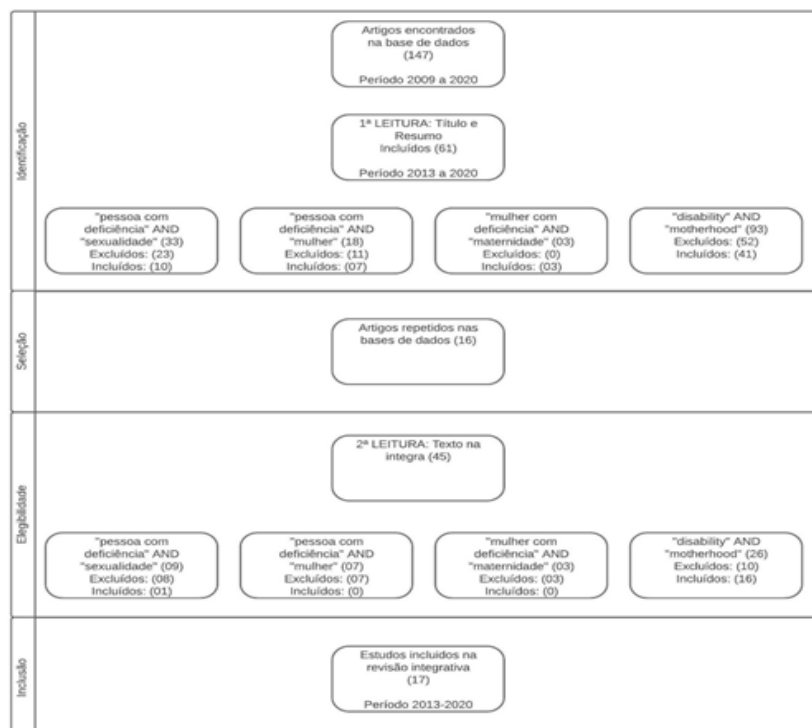 Identificação
Artigos encontrados
na base de dados
(147)
Período 2009 a 2020
1ª LEITURA: Título e
Resumo
Incluídos (61)
Período 2013 a 2020
"pessoa com
deficiência" AND
"sexualidade" (33)
Excluídos: (23)
Incluídos: (10)
"pessoa com
deficiência" AND
"mulher" (18)
Excluídos: (11)
Incluídos: (07)
"mulher com
deficiência" AND
"maternidade" (03)
Excluídos: (0)
Incluídos: (03)
"disability" AND
"motherhood" (93)
Excluídos: (52)
Incluídos: (41)
Seleção
Artigos repetidos nas
bases de dados (16)
Elegibilidade
2ª LEITURA: Texto na
integra (45)
"pessoa com
deficiência" AND
"sexualidade" (09)
Excluídos: (08)
Incluídos: (01)
"pessoa com
deficiência" AND
"mulher" (07)
Excluídos: (07)
Incluídos: (0)
"mulher com
deficiência" AND
"maternidade" (03)
Excluídos: (03)
Incluídos: (0)
"disability" AND
"motherhood" (26)
Excluídos: (10)
Incluídos: (16)
Inclusão
Estudos incluidos na
revisão integrativa
(17)
Período 2013-2020